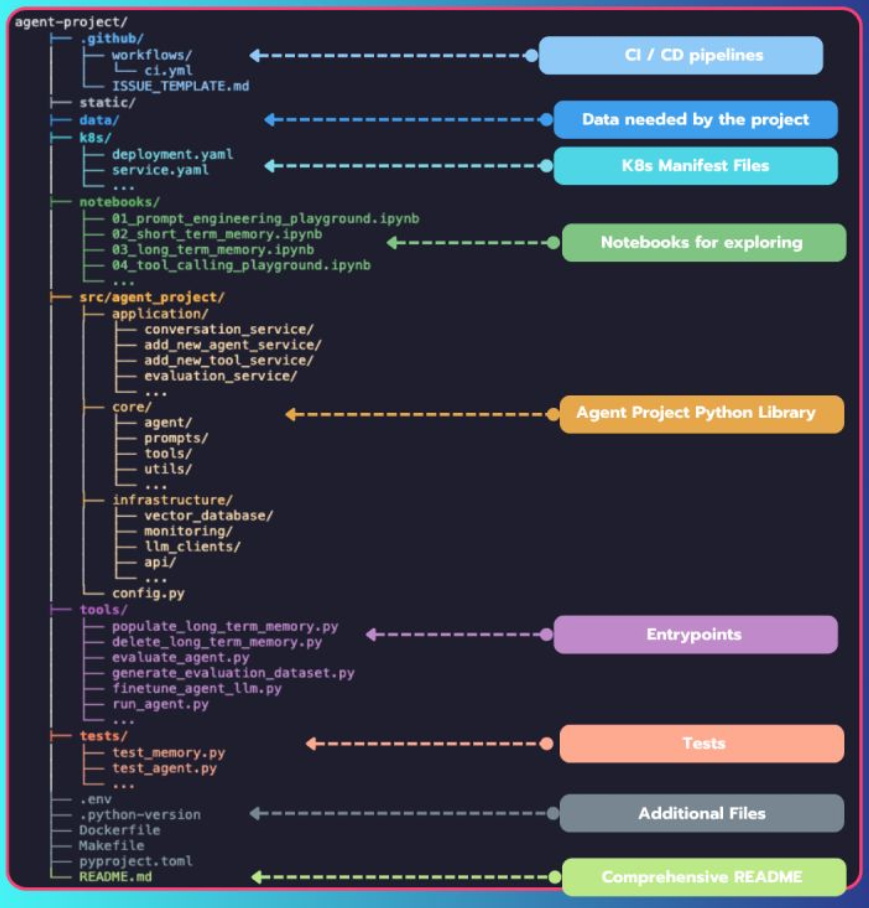 agent-project/
├── .github/
│   ├── workflows/
│   │   └── ci.yml
│   └── ISSUE_TEMPLATE.md
CI / CD pipelines
├── static/
├── data/
Data needed by the project
├── k8s/
│   ├── deployment.yaml
│   ├── service.yaml
│   └── ...
K8s Manifest Files
├── notebooks/
│   ├── 01_prompt_engineering_playground.ipynb
│   ├── 02_short_term_memory.ipynb
│   ├── 03_long_term_memory.ipynb
│   ├── 04_tool_calling_playground.ipynb
│   └── ...
Notebooks for exploring
├── src/agent_project/
│   ├── application/
│   │   ├── conversation_service/
│   │   ├── add_new_agent_service/
│   │   ├── add_new_tool_service/
│   │   ├── evaluation_service/
│   │   └── ...
│   ├── core/
│   │   ├── agent/
│   │   ├── prompts/
│   │   ├── tools/
│   │   ├── utils/
│   │   └── ...
Agent Project Python Library
│   ├── infrastructure/
│   │   ├── vector_database/
│   │   ├── monitoring/
│   │   ├── llm_clients/
│   │   ├── api/
│   │   └── ...
│   └── config.py
├── tools/
│   ├── populate_long_term_memory.py
│   ├── delete_long_term_memory.py
│   ├── evaluate_agent.py
│   ├── generate_evaluation_dataset.py
│   ├── finetune_agent_llm.py
│   ├── run_agent.py
│   └── ...
Entrypoints
├── tests/
│   ├── test_memory.py
│   ├── test_agent.py
│   └── ...
Tests
├── .env
├── .python-version
├── Dockerfile
├── Makefile
├── pyproject.toml
Additional Files
└── README.md
Comprehensive README